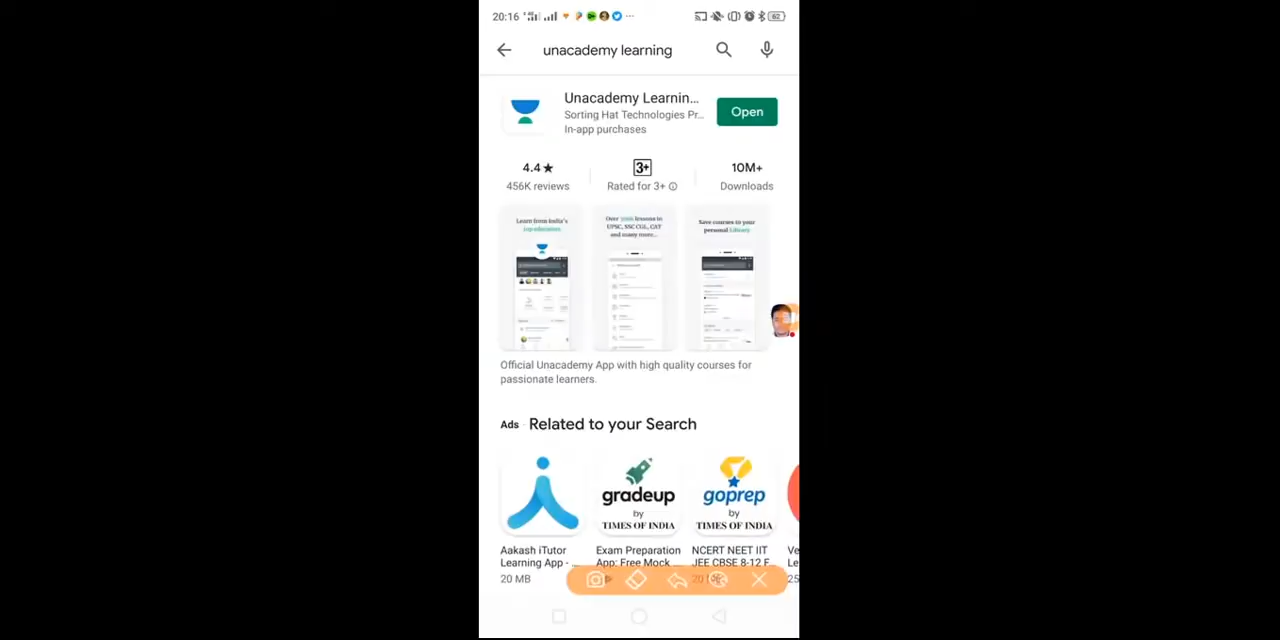 20:16
62
unacademy learning
Unacademy Learnin...
Sorting Hat Technologies Pr...
In-app purchases
Open
4.4★
456K reviews
3+
Rated for 3+
10M+
Downloads
Learn from India's
top educators
Over lessons in
UPSC, SSC CGL, CAT
and many more...
Save courses to your
personal Library
Official Unacademy App with high quality courses for
passionate learners.
Ads · Related to your Search
gradeup
by
TIMES OF INDIA
goprep
by
TIMES OF INDIA
Aakash iTutor
Learning App - ...
20 MB
Exam Preparation
App: Free Mock ...
NCERT NEET IIT
JEE CBSE 8-12 F...
20
Ve
Le
25